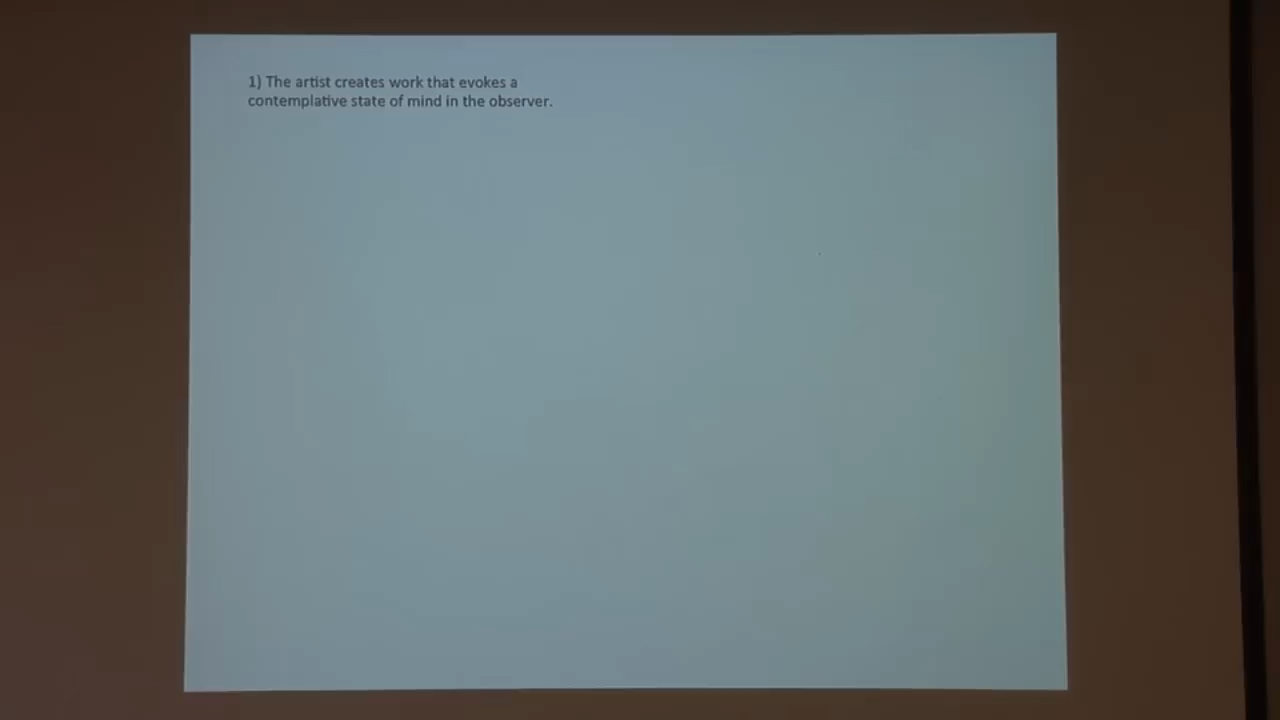 1) The artist creates work that evokes a
contemplative state of mind in the observer.